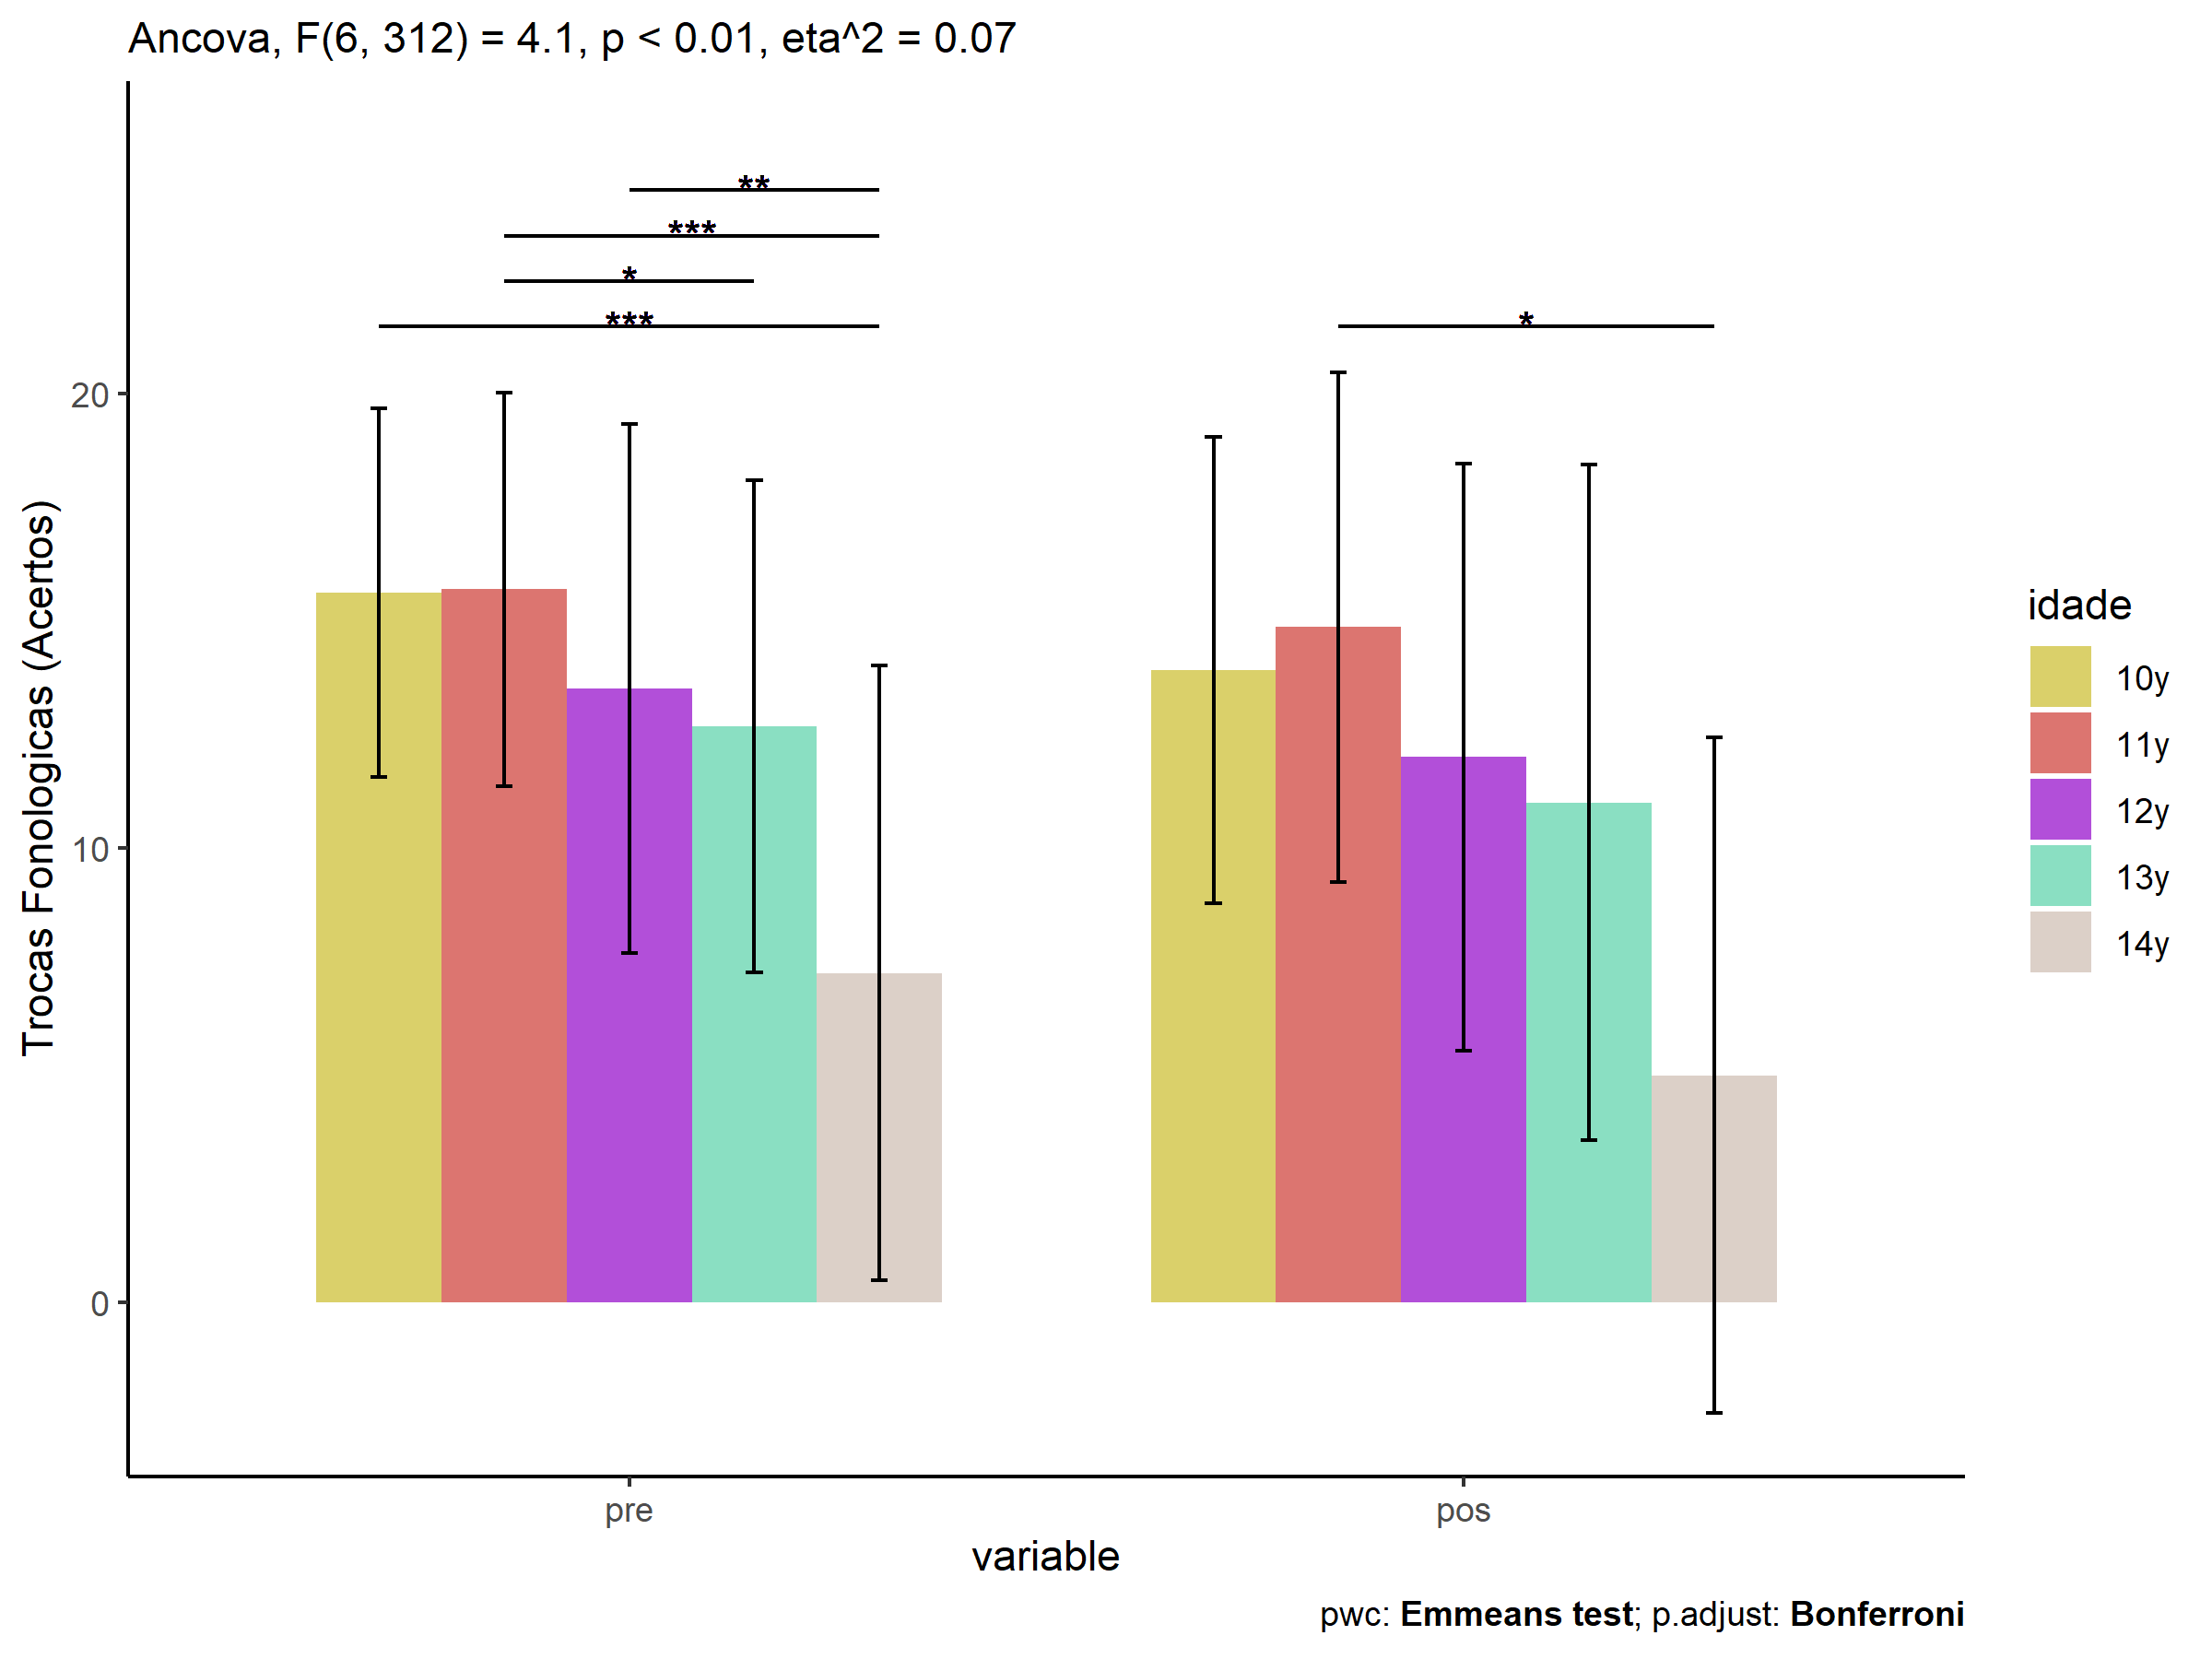 Ancova, F(6, 312) = 4.1, p < 0.01, eta^2 = 0.07
**
***
*
***
*
20
10
0
Trocas Fonologicas (Acertos)
pre
pos
variable
idade
10y
11y
12y
13y
14y
pwc: Emmeans test; p.adjust: Bonferroni